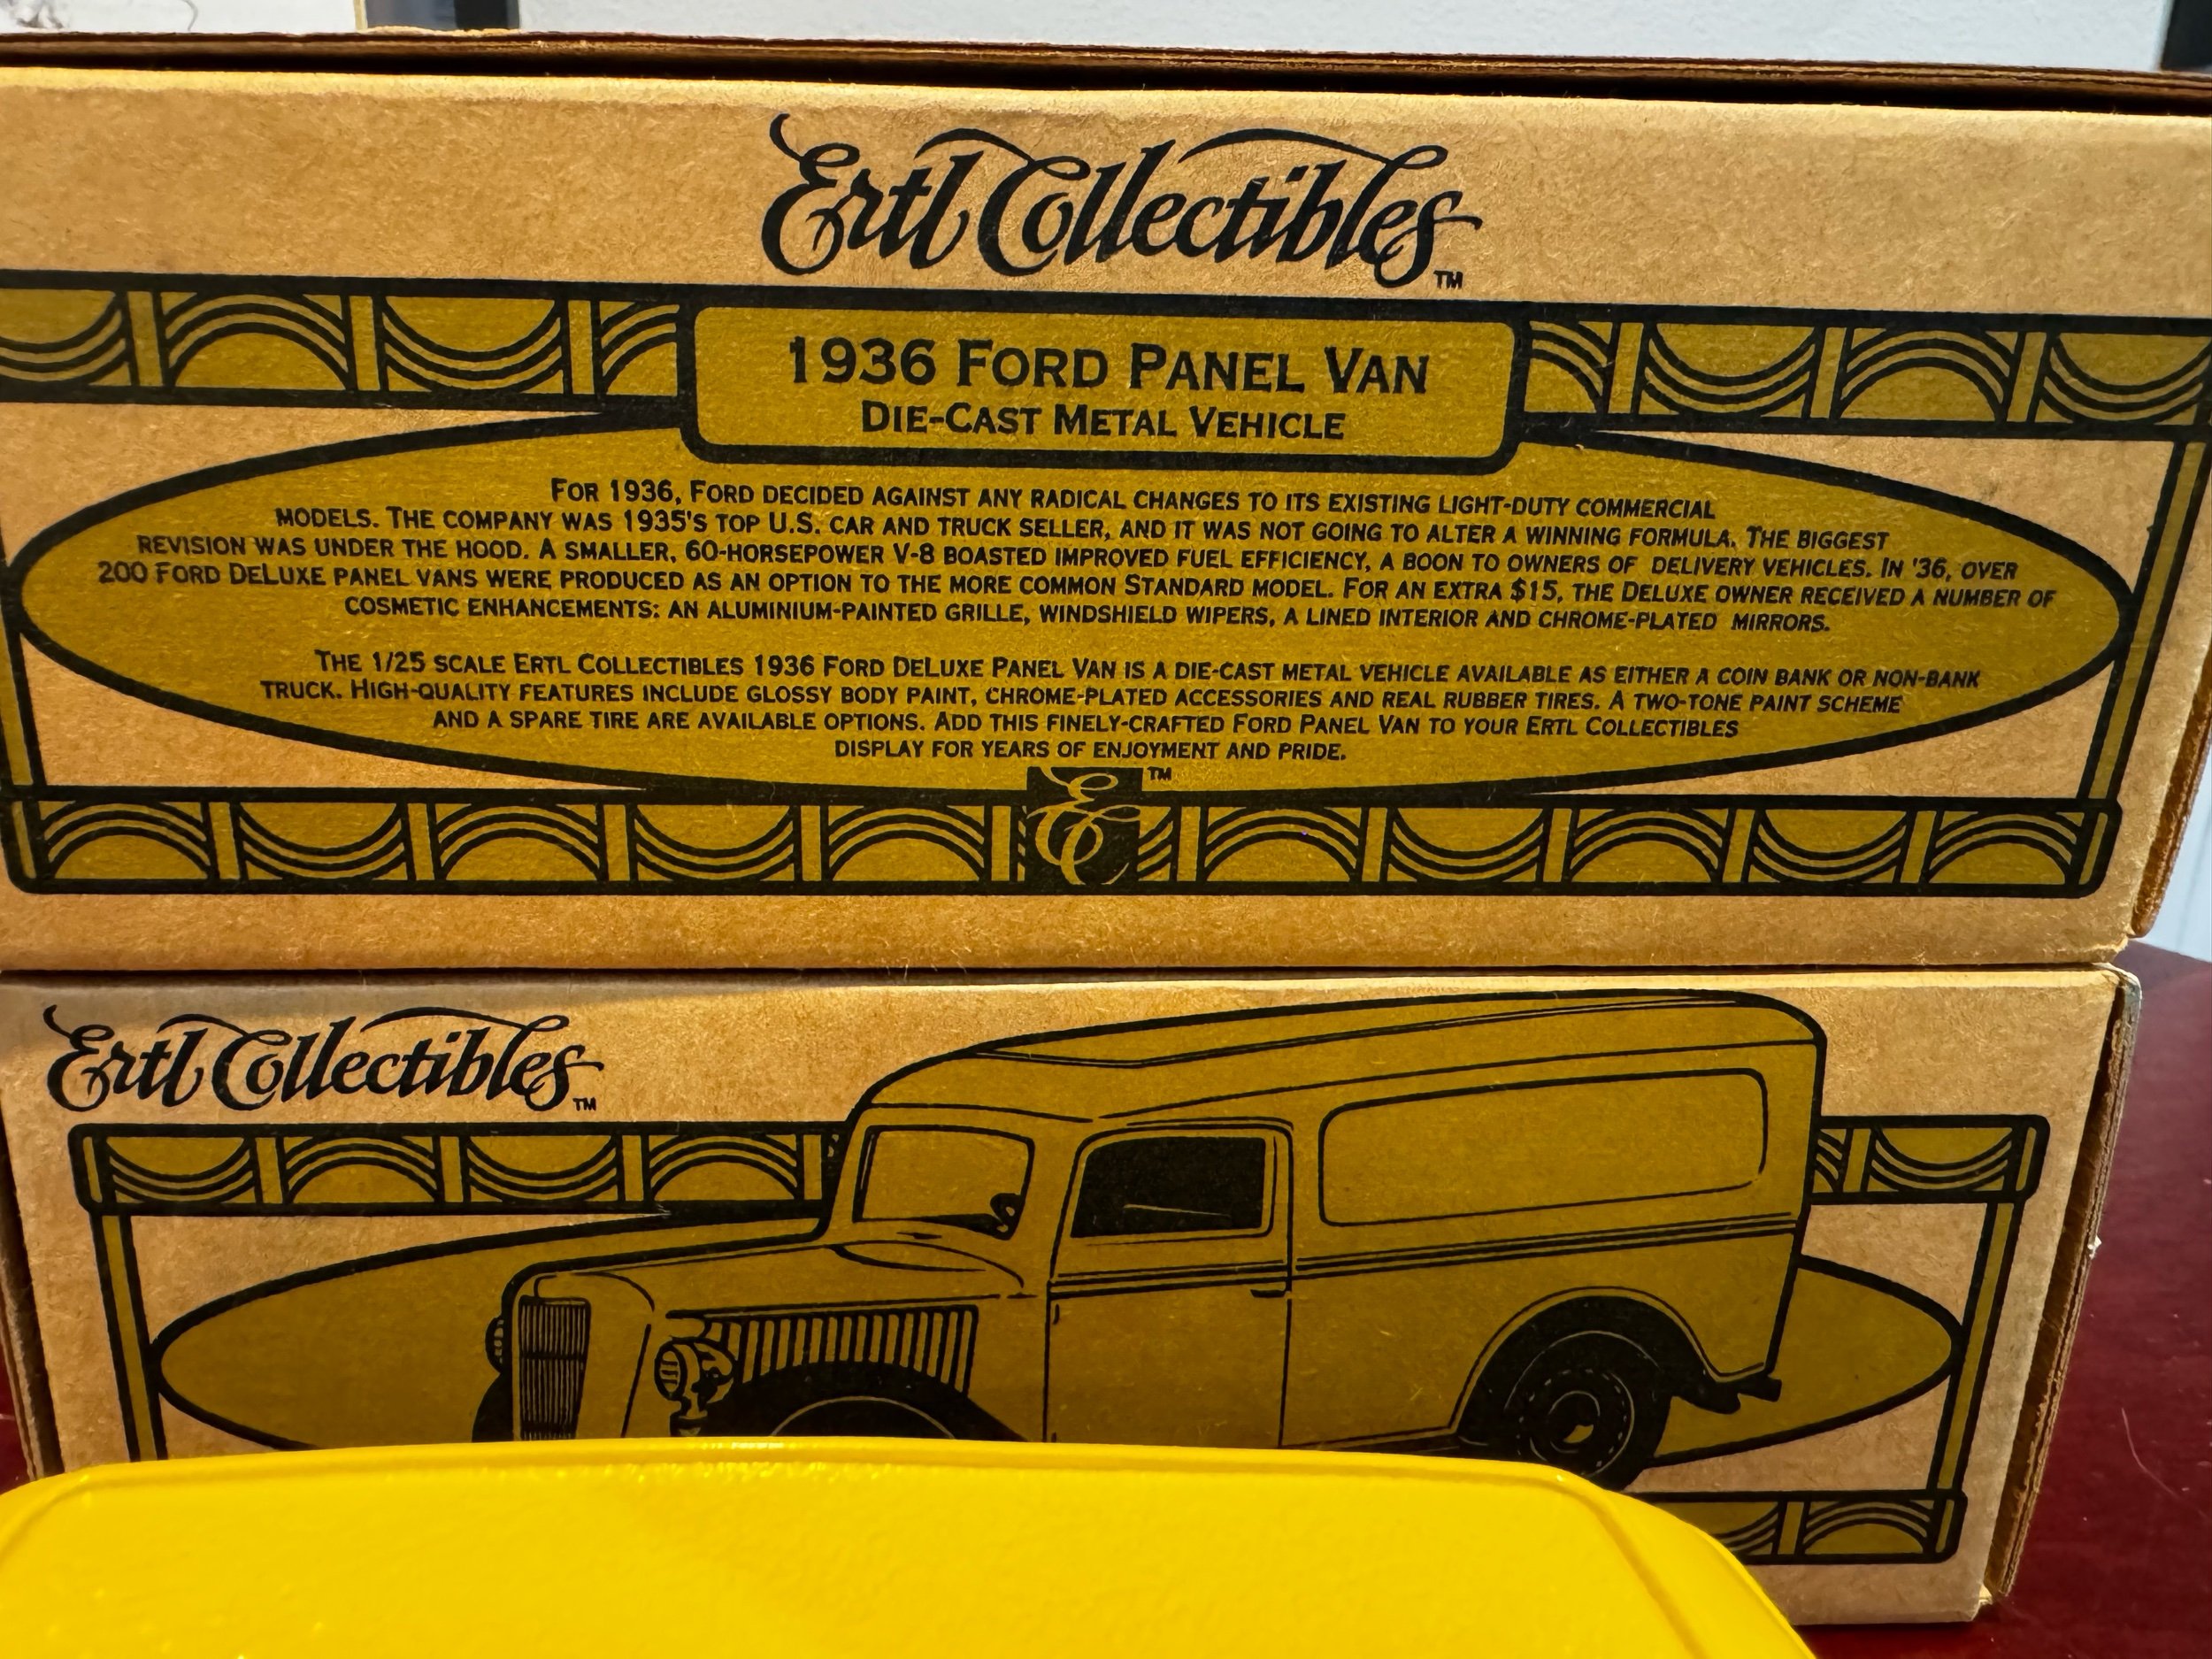 Ertl Collectibles™
1936 FORD PANEL VAN
DIE-CAST METAL VEHICLE
FOR 1936, FORD DECIDED AGAINST ANY RADICAL CHANGES TO ITS EXISTING LIGHT-DUTY COMMERCIAL
MODELS. THE COMPANY WAS 1935'S TOP U.S. CAR AND TRUCK SELLER, AND IT WAS NOT GOING TO ALTER A WINNING FORMULA. THE BIGGEST
REVISION WAS UNDER THE HOOD. A SMALLER, 60-HORSEPOWER V-8 BOASTED IMPROVED FUEL EFFICIENCY, A BOON TO OWNERS OF DELIVERY VEHICLES. IN '36, OVER
200 FORD DELUXE PANEL VANS WERE PRODUCED AS AN OPTION TO THE MORE COMMON STANDARD MODEL. FOR AN EXTRA $15, THE DELUXE OWNER RECEIVED A NUMBER OF
COSMETIC ENHANCEMENTS: AN ALUMINIUM-PAINTED GRILLE, WINDSHIELD WIPERS, A LINED INTERIOR AND CHROME-PLATED MIRRORS.
THE 1/25 SCALE ERTL COLLECTIBLES 1936 FORD DELUXE PANEL VAN IS A DIE-CAST METAL VEHICLE AVAILABLE AS EITHER A COIN BANK OR NON-BANK
TRUCK. HIGH-QUALITY FEATURES INCLUDE GLOSSY BODY PAINT, CHROME-PLATED ACCESSORIES AND REAL RUBBER TIRES. A TWO-TONE PAINT SCHEME
AND A SPARE TIRE ARE AVAILABLE OPTIONS. ADD THIS FINELY-CRAFTED FORD PANEL VAN TO YOUR ERTL COLLECTIBLES
DISPLAY FOR YEARS OF ENJOYMENT AND PRIDE.
EC™
Ertl Collectibles™